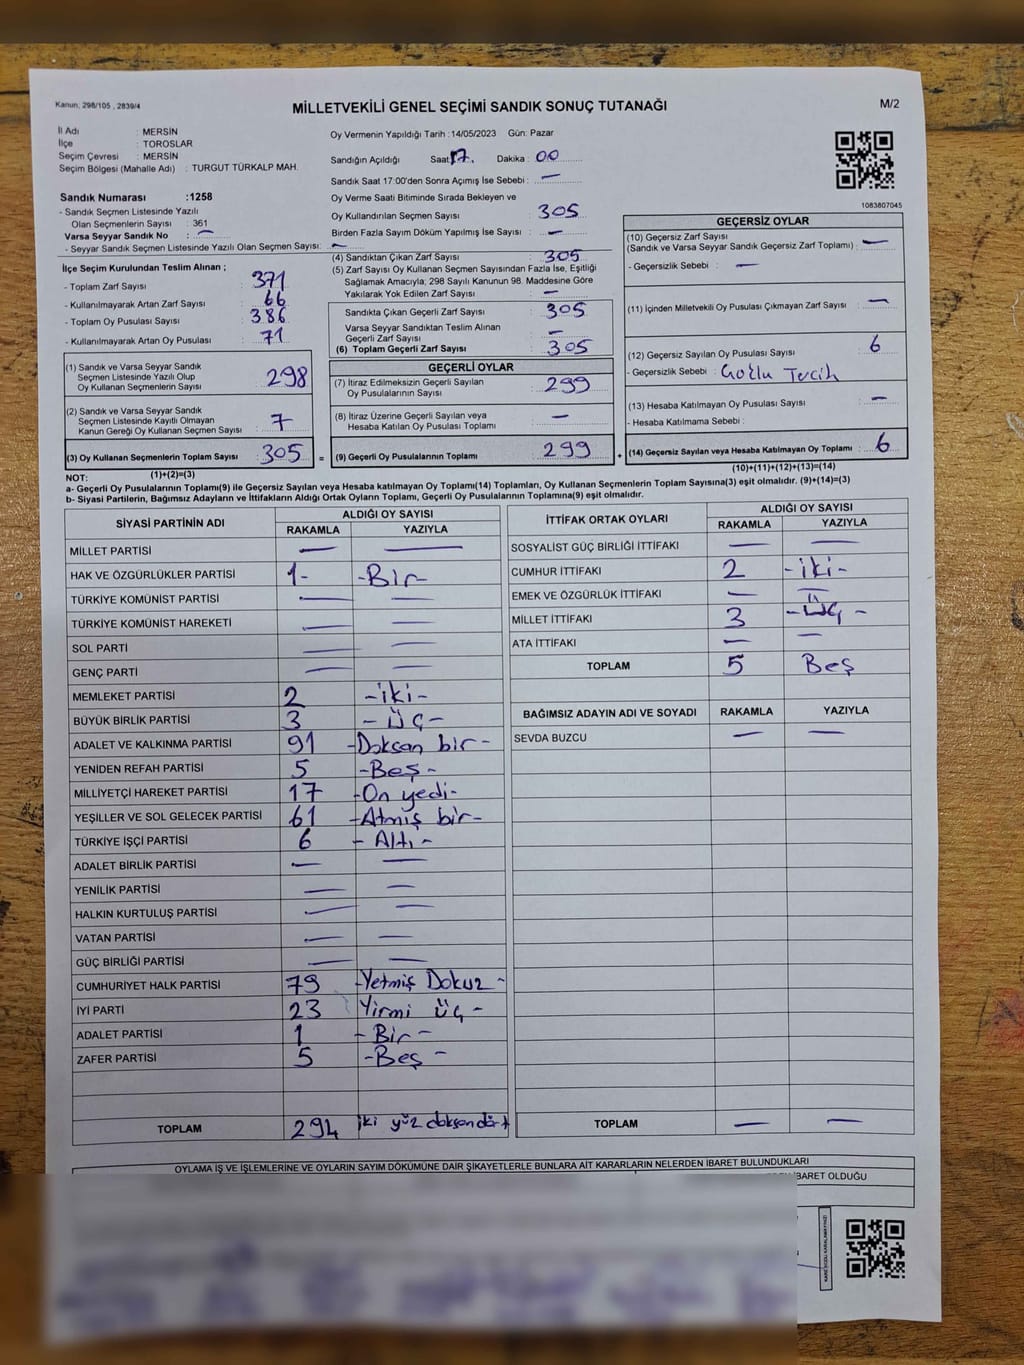 Kanun; 298/105 , 2839/4
MİLLETVEKİLİ GENEL SEÇİMİ SANDIK SONUÇ TUTANAĞI
M/2
İl Adı : MERSİN
İlçe : TOROSLAR
Seçim Çevresi : MERSİN
Seçim Bölgesi (Mahalle Adı) : TURGUT TÜRKALP MAH.
Oy Vermenin Yapıldığı Tarih :14/05/2023 Gün: Pazar
Sandığın Açıldığı Saat 17. Dakika : 00
Sandık Saat 17:00'den Sonra Açımış İse Sebebi : —
Oy Verme Saati Bitiminde Sırada Bekleyen ve
Oy Kullandırılan Seçmen Sayısı 305
Birden Fazla Sayım Döküm Yapılmış İse Sayısı : —
1083807045
Sandık Numarası :1258
- Sandık Seçmen Listesinde Yazılı
Olan Seçmenlerin Sayısı : 361
Varsa Seyyar Sandık No : —
- Seyyar Sandık Seçmen Listesinde Yazılı Olan Seçmen Sayısı: —
İlçe Seçim Kurulundan Teslim Alınan ;
- Toplam Zarf Sayısı 371
- Kullanılmayarak Artan Zarf Sayısı 66
- Toplam Oy Pusulası Sayısı 386
- Kullanılmayarak Artan Oy Pusulası 71
(4) Sandıktan Çıkan Zarf Sayısı : 305
(5) Zarf Sayısı Oy Kullanan Seçmen Sayısından Fazla İse, Eşitliği
Sağlamak Amacıyla; 298 Sayılı Kanunun 98. Maddesine Göre
Yakılarak Yok Edilen Zarf Sayısı : —
Sandıkta Çıkan Geçerli Zarf Sayısı : 305
Varsa Seyyar Sandıktan Teslim Alınan
Geçerli Zarf Sayısı : —
(6) Toplam Geçerli Zarf Sayısı : 305
(1) Sandık ve Varsa Seyyar Sandık
Seçmen Listesinde Yazılı Olup
Oy Kullanan Seçmenlerin Sayısı : 298
(2) Sandık ve Varsa Seyyar Sandık
Seçmen Listesinde Kayıtlı Olmayan
Kanun Gereği Oy Kullanan Seçmen Sayısı : 7
(3) Oy Kullanan Seçmenlerin Toplam Sayısı : 305 =
GEÇERLİ OYLAR
(7) İtiraz Edilmeksizin Geçerli Sayılan
Oy Pusulalarının Sayısı : 299
(8) İtiraz Üzerine Geçerli Sayılan veya
Hesaba Katılan Oy Pusulası Toplamı : —
(9) Geçerli Oy Pusulalarının Toplamı : 299 +
GEÇERSİZ OYLAR
(10) Geçersiz Zarf Sayısı
(Sandık ve Varsa Seyyar Sandık Geçersiz Zarf Toplamı) : —
- Geçersizlik Sebebi : —
(11) İçinden Milletvekili Oy Pusulası Çıkmayan Zarf Sayısı : —
(12) Geçersiz Sayılan Oy Pusulası Sayısı : 6
- Geçersizlik Sebebi : Çoğlu Tercih
(13) Hesaba Katılmayan Oy Pusulası Sayısı : —
- Hesaba Katılmama Sebebi :
(14) Geçersiz Sayılan veya Hesaba Katılmayan Oy Toplamı : 6
NOT: (1)+(2)=(3)
(10)+(11)+(12)+(13)=(14)
a- Geçerli Oy Pusulalarının Toplamı(9) ile Geçersiz Sayılan veya Hesaba Katılmayan Oy Toplamı(14) Toplamları, Oy Kullanan Seçmenlerin Toplam Sayısına(3) eşit olmalıdır. (9)+(14)=(3)
b- Siyasi Partilerin, Bağımsız Adayların ve İttifakların Aldığı Ortak Oyların Toplamı, Geçerli Oy Pusulalarının Toplamına(9) eşit olmalıdır.
SİYASİ PARTİNİN ADI ALDIĞI OY SAYISI
RAKAMLA YAZIYLA
MİLLET PARTİSİ — —
HAK VE ÖZGÜRLÜKLER PARTİSİ 1- -Bir-
TÜRKİYE KOMÜNİST PARTİSİ — —
TÜRKİYE KOMÜNİST HAREKETİ — —
SOL PARTİ — —
GENÇ PARTİ — —
MEMLEKET PARTİSİ 2 -iki-
BÜYÜK BİRLİK PARTİSİ 3 - üç-
ADALET VE KALKINMA PARTİSİ 91 -Doksan bir-
YENİDEN REFAH PARTİSİ 5 -Beş-
MİLLİYETÇİ HAREKET PARTİSİ 17 -On yedi-
YEŞİLLER VE SOL GELECEK PARTİSİ 61 -Atmiş bir-
TÜRKİYE İŞÇİ PARTİSİ 6 - Altı -
ADALET BİRLİK PARTİSİ — —
YENİLİK PARTİSİ — —
HALKIN KURTULUŞ PARTİSİ — —
VATAN PARTİSİ — —
GÜÇ BİRLİĞİ PARTİSİ — —
CUMHURİYET HALK PARTİSİ 79 -Yetmiş Dokuz -
İYİ PARTİ 23 Yirmi üç -
ADALET PARTİSİ 1 - Bir -
ZAFER PARTİSİ 5 -Beş -
TOPLAM 294 iki yüz doksandört
İTTİFAK ORTAK OYLARI ALDIĞI OY SAYISI
RAKAMLA YAZIYLA
SOSYALİST GÜÇ BİRLİĞİ İTTİFAKI — —
CUMHUR İTTİFAKI 2 -iki-
EMEK VE ÖZGÜRLÜK İTTİFAKI — —
MİLLET İTTİFAKI 3 -Üç -
ATA İTTİFAKI — —
TOPLAM 5 Beş
BAĞIMSIZ ADAYIN ADI VE SOYADI RAKAMLA YAZIYLA
SEVDA BUZCU — —
TOPLAM — —
OYLAMA İŞ VE İŞLEMLERİNE VE OYLARIN SAYIM DÖKÜMÜNE DAİR ŞİKAYETLERLE BUNLARA AİT KARARLARIN NELERDEN İBARET BULUNDUKLARI
İBARET OLDUĞU